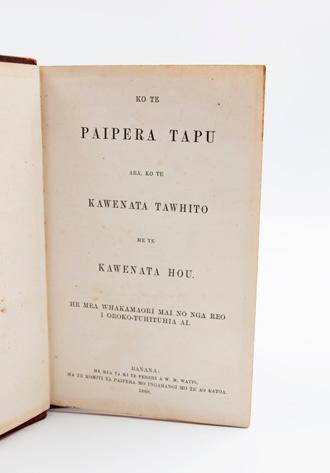 KO TE
PAIPERA TAPU
ARA, KO TE
KAWENATA TAWHITO
ME TE
KAWENATA HOU.
HE MEA WHAKAMAORI MAI NO NGA REO
I OROKO-TUHITUHIA AI.
RANANA:
HE MEA TA KI TE PEREHI A W. M. WATTS,
MA TE KOMITI TA PAIPERA MO INGARANGI MO TE AO KATOA.
1868.